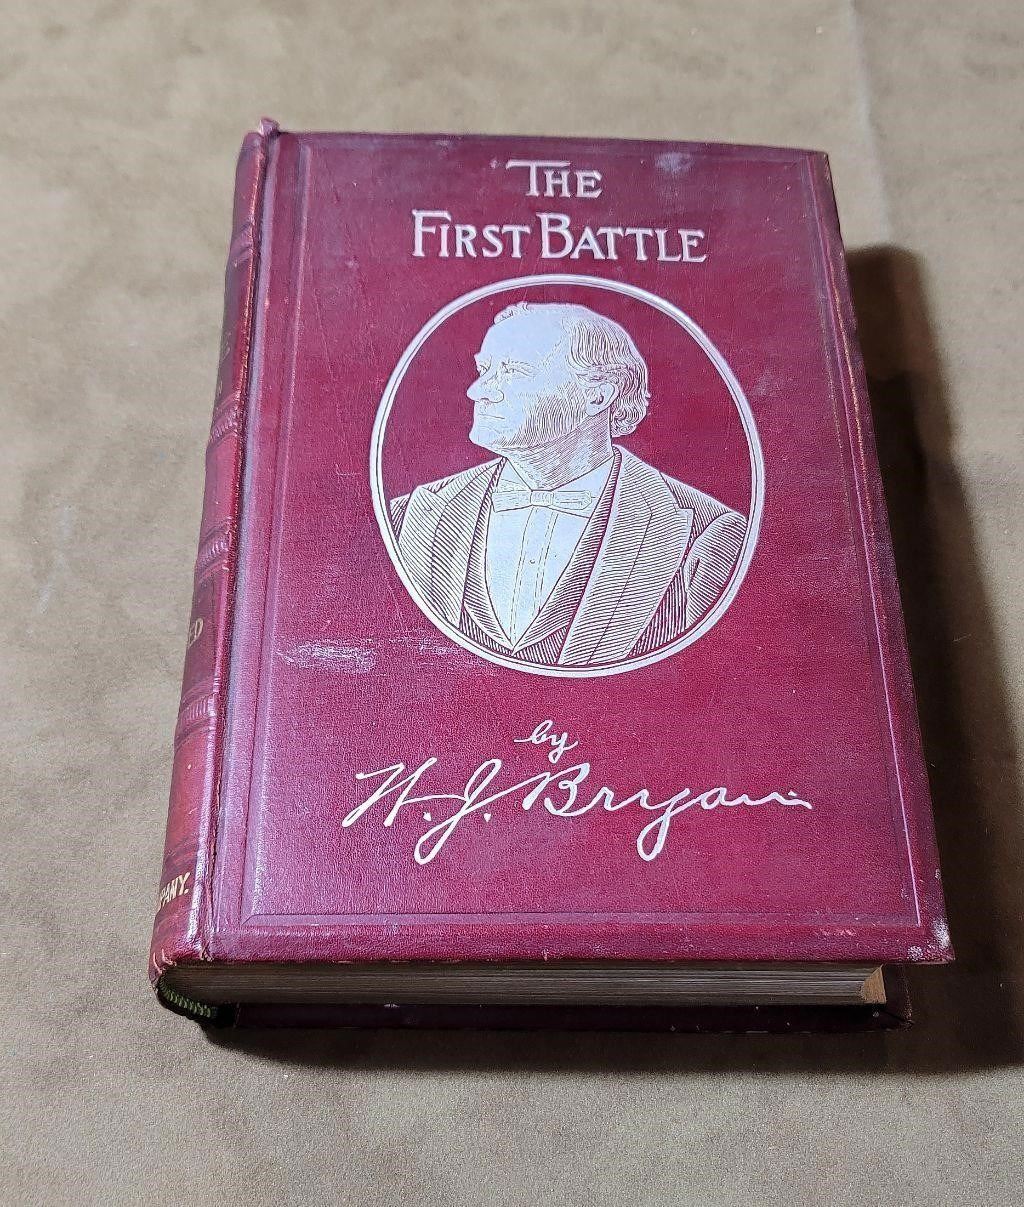 THE
FIRST BATTLE
by
W. J. Bryan